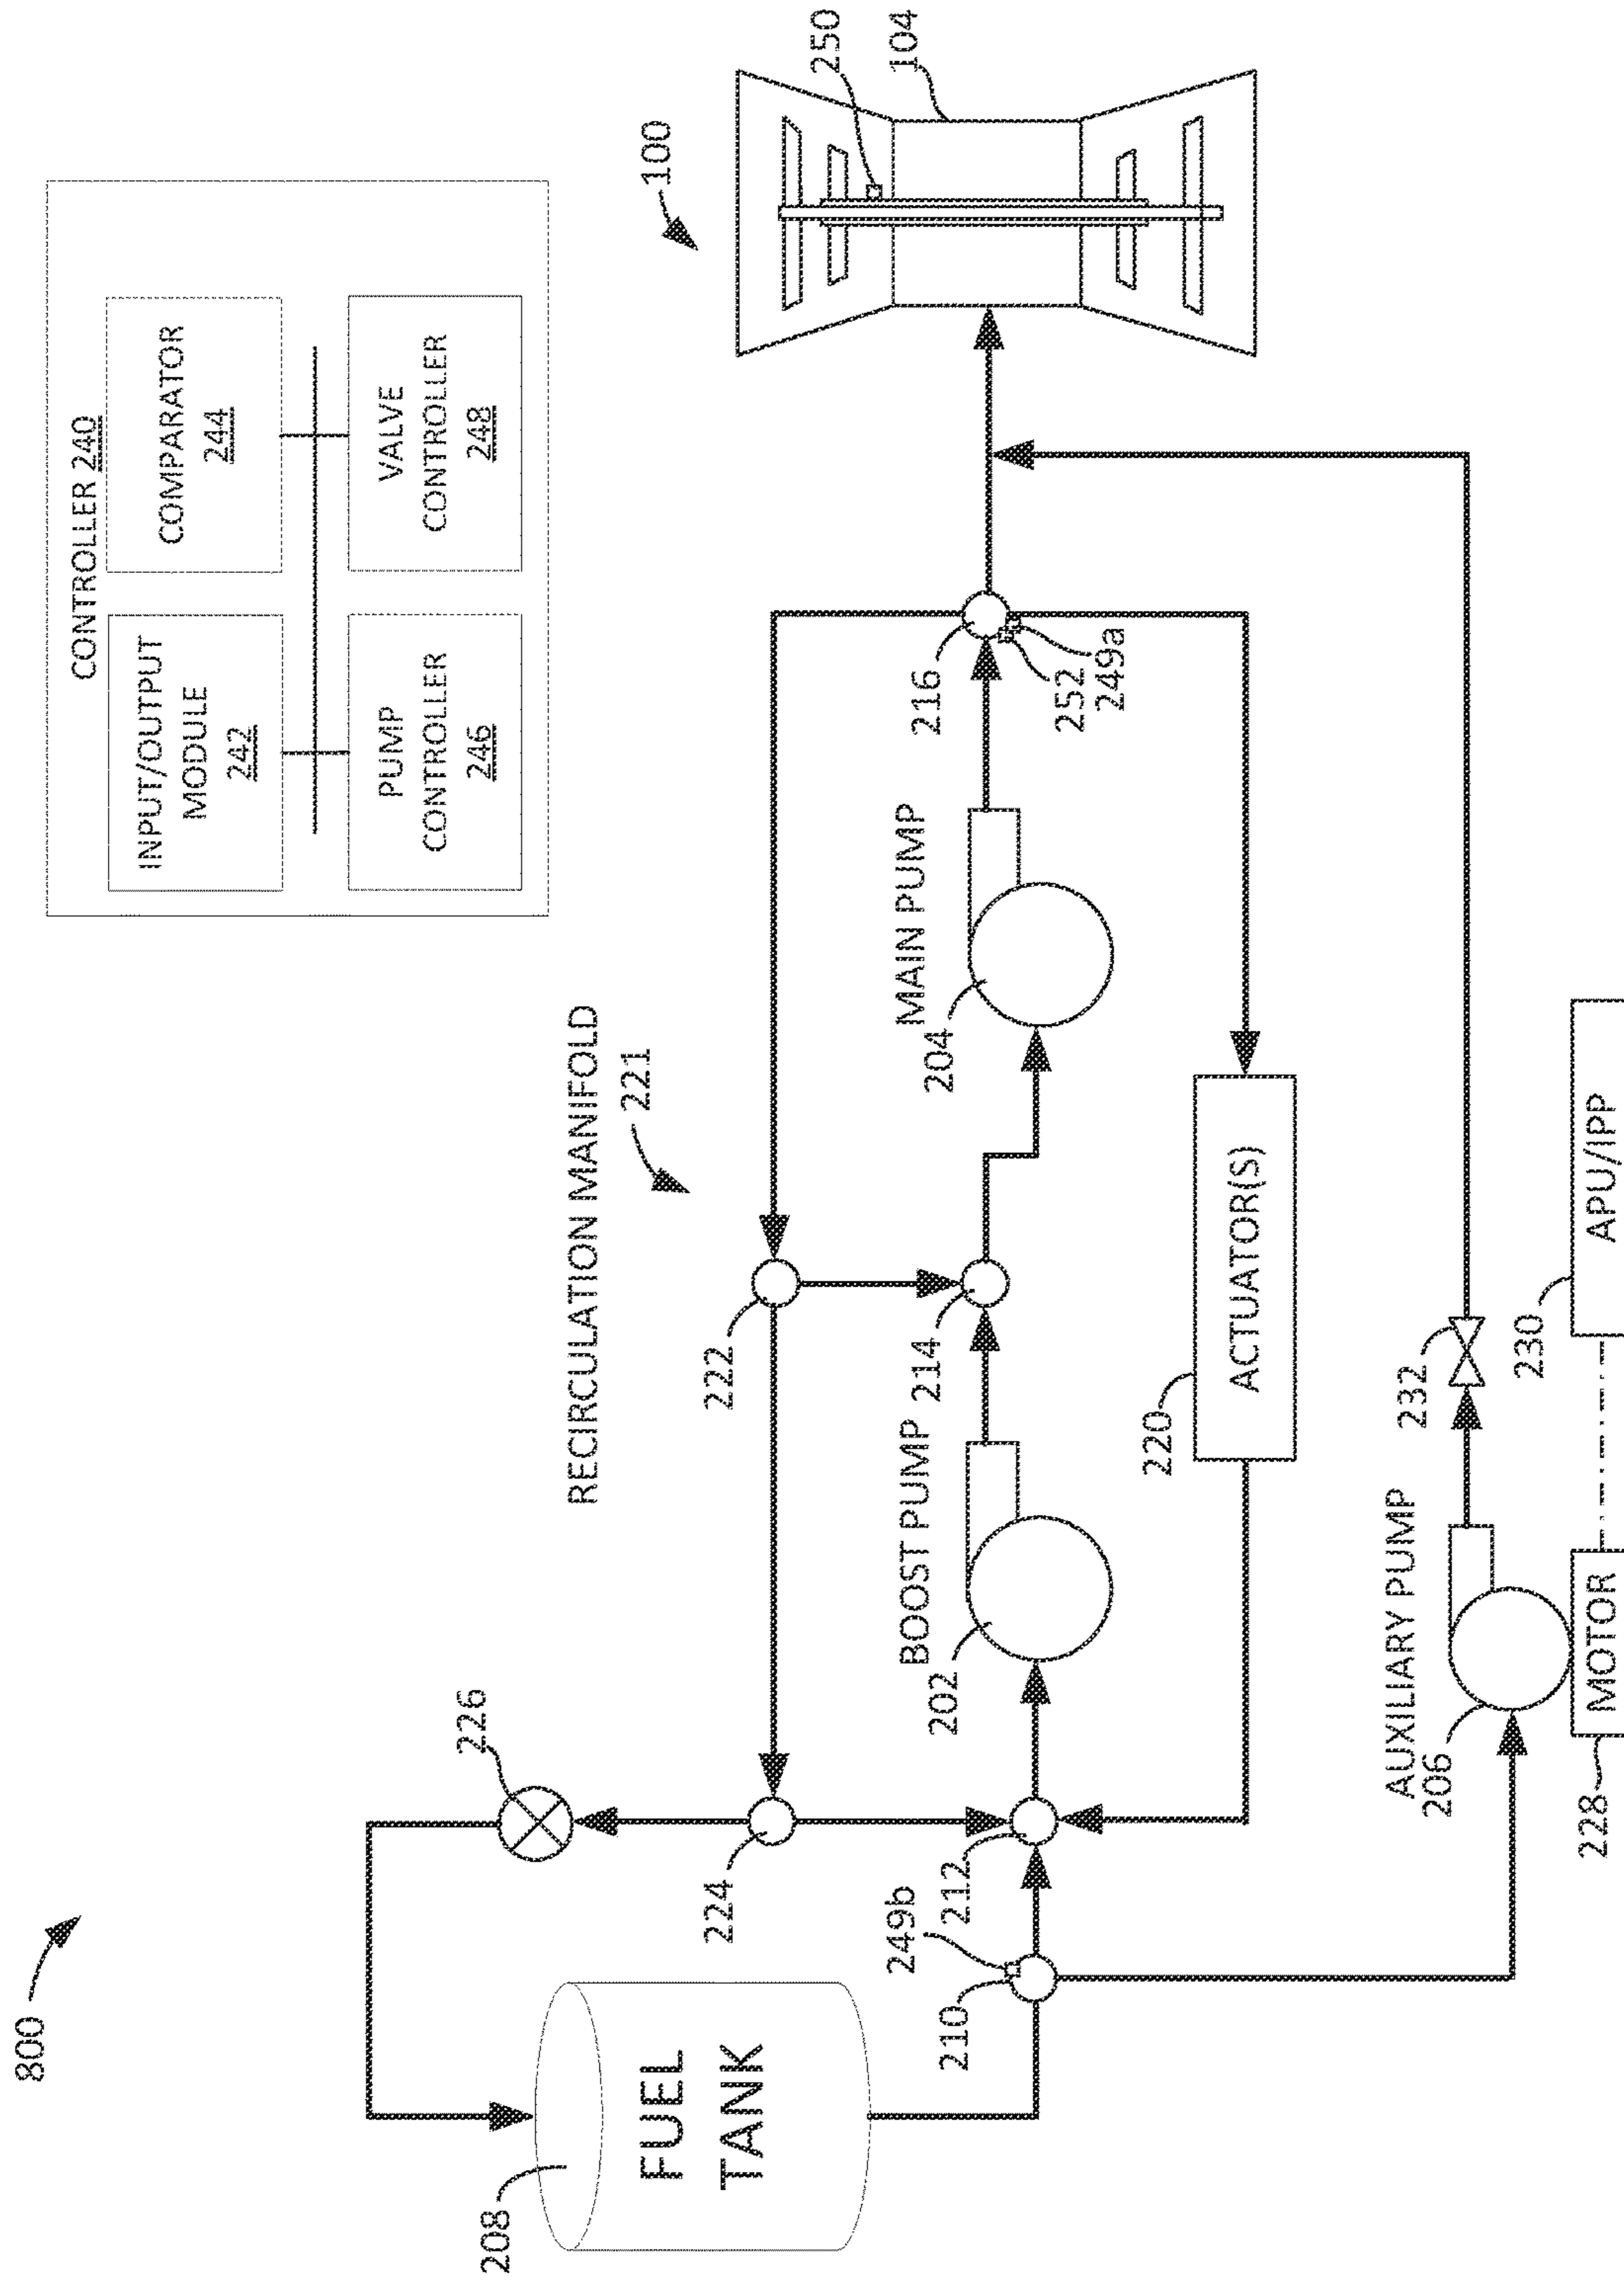 800
CONTROLLER 240
INPUT/OUTPUT
MODULE
242
COMPARATOR
244
PUMP
CONTROLLER
246
VALVE
CONTROLLER
248
226
RECIRCULATION MANIFOLD
221
100
250
104
208
FUEL
TANK
224
222
249b
210
212
BOOST PUMP
202
214
MAIN PUMP
204
216
252
249a
220
ACTUATOR(S)
AUXILIARY PUMP
206
232
228
MOTOR
230
APU/IPP